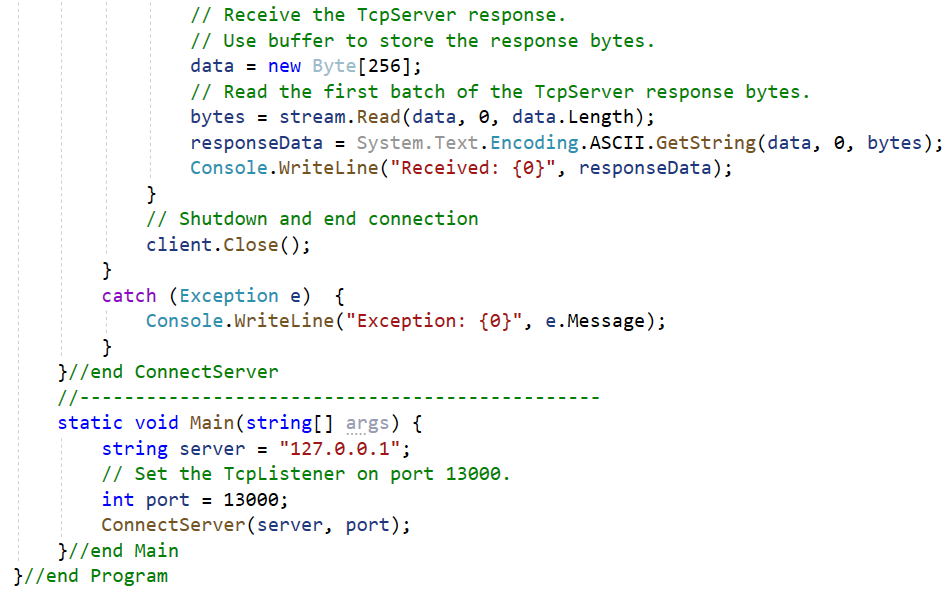 // Receive the TcpServer response.
// Use buffer to store the response bytes.
data = new Byte[256];
// Read the first batch of the TcpServer response bytes.
bytes = stream.Read(data, 0, data.Length);
responseData = System.Text.Encoding.ASCII.GetString(data, 0, bytes);
Console.WriteLine("Received: {0}", responseData);
}
// Shutdown and end connection
client.Close();
}
catch (Exception e)  {
Console.WriteLine("Exception: {0}", e.Message);
}
}//end ConnectServer
//-----------------------------------------------
static void Main(string[] args) {
string server = "127.0.0.1";
// Set the TcpListener on port 13000.
int port = 13000;
ConnectServer(server, port);
}//end Main
}//end Program